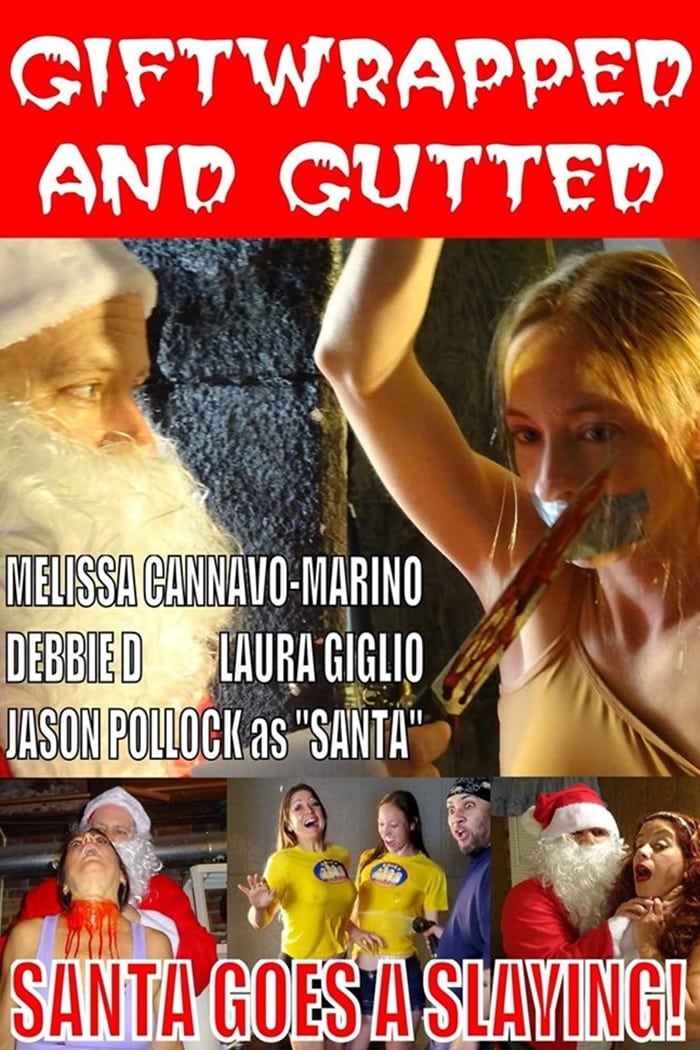 GIFTWRAPPED
AND GUTTED
MELISSA CANNAVO-MARINO
DEBBIE D LAURA GIGLIO
JASON POLLOCK as "SANTA"
SANTA GOES A SLAYING!